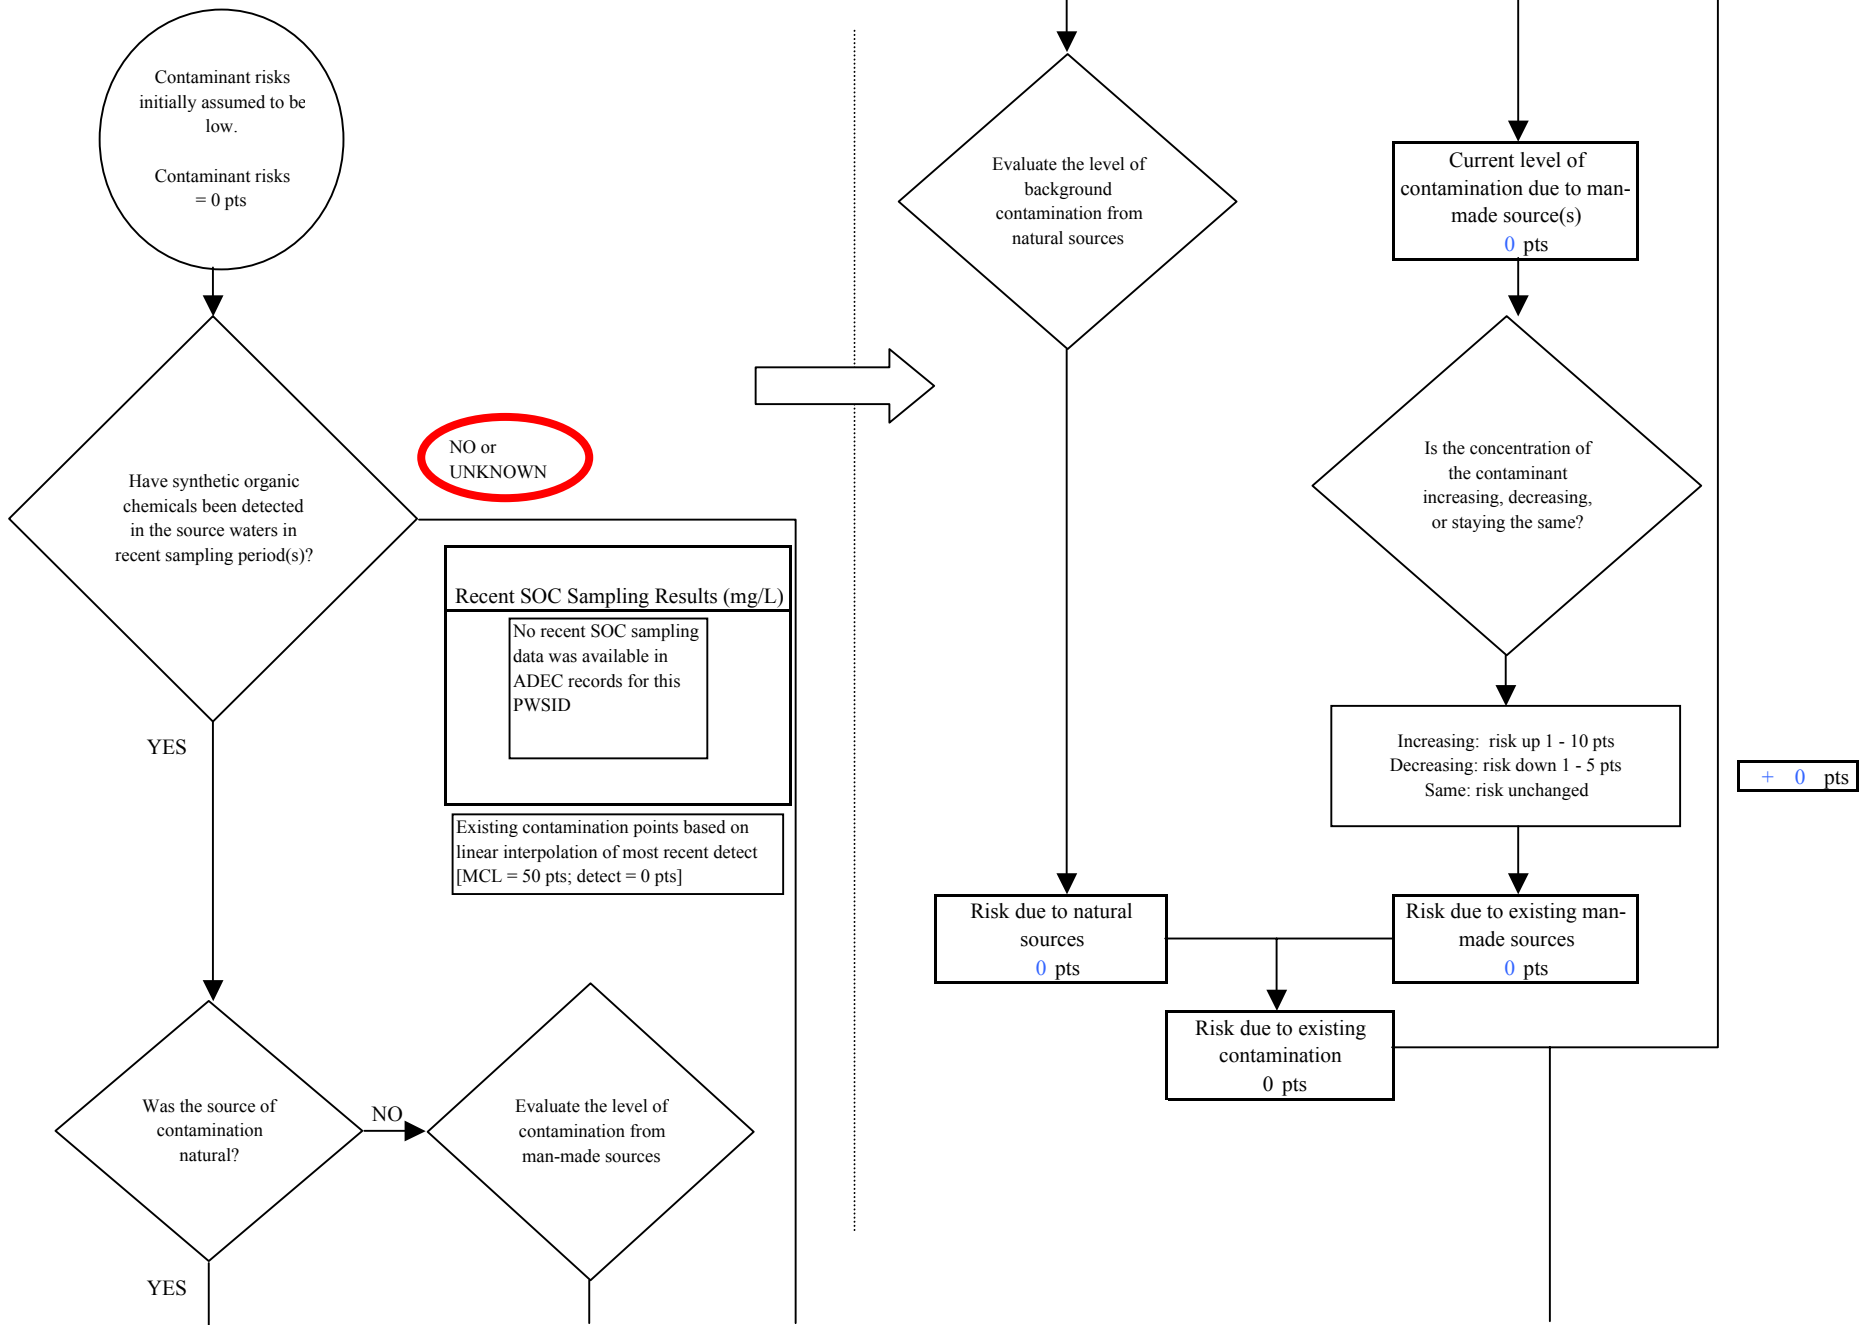 Contaminant risks
initially assumed to be
low.
Contaminant risks
= 0 pts
Have synthetic organic
chemicals been detected
in the source waters in
recent sampling period(s)?
NO or
UNKNOWN
Recent SOC Sampling Results (mg/L)
No recent SOC sampling
data was available in
ADEC records for this
PWSID
Existing contamination points based on
linear interpolation of most recent detect
[MCL = 50 pts; detect = 0 pts]
YES
Was the source of
contamination
natural?
NO
Evaluate the level of
contamination from
man-made sources
YES
Evaluate the level of
background
contamination from
natural sources
Current level of
contamination due to man-
made source(s)
0 pts
Is the concentration of
the contaminant
increasing, decreasing,
or staying the same?
Increasing: risk up 1 - 10 pts
Decreasing: risk down 1 - 5 pts
Same: risk unchanged
+ 0 pts
Risk due to natural
sources
0 pts
Risk due to existing man-
made sources
0 pts
Risk due to existing
contamination
0 pts